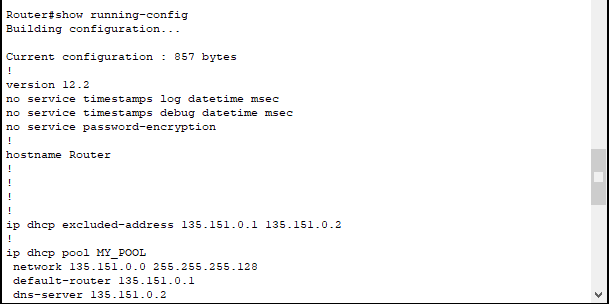 Router#show running-config
Building configuration...
Current configuration : 857 bytes
!
version 12.2
no service timestamps log datetime msec
no service timestamps debug datetime msec
no service password-encryption
!
hostname Router
!
!
!
!
ip dhcp excluded-address 135.151.0.1 135.151.0.2
!
ip dhcp pool MY_POOL
network 135.151.0.0 255.255.255.128
default-router 135.151.0.1
dns-server 135.151.0.2